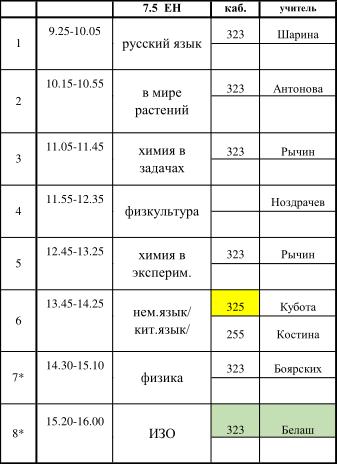 7.5 ЕН каб. учитель
1 9.25-10.05 русский язык 323 Шарина
2 10.15-10.55 в мире 323 Антонова
растений
3 11.05-11.45 химия в 323 Рычин
задачах
4 11.55-12.35 физкультура Ноздрачев
5 12.45-13.25 химия в 323 Рычин
эксперим.
6 13.45-14.25 нем.язык/ 325 Кубота
кит.язык/ 255 Костина
7* 14.30-15.10 физика 323 Боярских
8* 15.20-16.00 ИЗО 323 Белаш